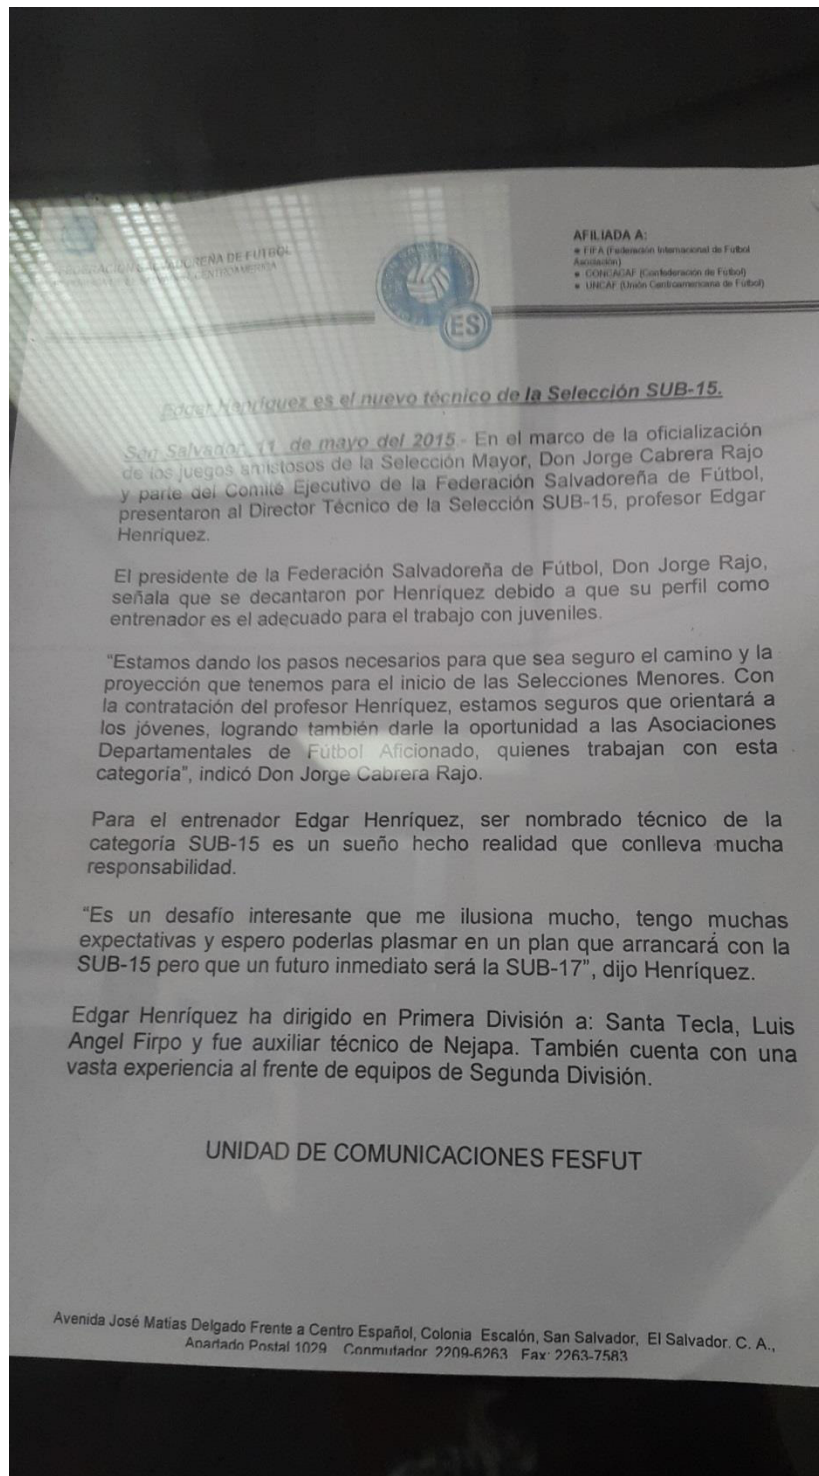 FEDERACIÓN SALVADOREÑA DE FÚTBOL
AFILIADA A:
FIFA (Federación Internacional de Fútbol
Asociación)
CONCACAF (Confederación de Fútbol)
UNCAF (Unión Centroamericana de Fútbol)
ES
Edgar Henríquez es el nuevo técnico de la Selección SUB-15.
San Salvador, 11 de mayo del 2015.- En el marco de la oficialización
de los juegos amistosos de la Selección Mayor, Don Jorge Cabrera Rajo
y parte del Comité Ejecutivo de la Federación Salvadoreña de Fútbol,
presentaron al Director Técnico de la Selección SUB-15, profesor Edgar
Henríquez.
El presidente de la Federación Salvadoreña de Fútbol, Don Jorge Rajo,
señala que se decantaron por Henríquez debido a que su perfil como
entrenador es el adecuado para el trabajo con juveniles.
“Estamos dando los pasos necesarios para que sea seguro el camino y la
proyección que tenemos para el inicio de las Selecciones Menores. Con
la contratación del profesor Henríquez, estamos seguros que orientará a
los jóvenes, logrando también darle la oportunidad a las Asociaciones
Departamentales de Fútbol Aficionado, quienes trabajan con esta
categoría”, indicó Don Jorge Cabrera Rajo.
Para el entrenador Edgar Henríquez, ser nombrado técnico de la
categoría SUB-15 es un sueño hecho realidad que conlleva mucha
responsabilidad.
“Es un desafío interesante que me ilusiona mucho, tengo muchas
expectativas y espero poderlas plasmar en un plan que arrancará con la
SUB-15 pero que un futuro inmediato será la SUB-17”, dijo Henríquez.
Edgar Henríquez ha dirigido en Primera División a: Santa Tecla, Luis
Angel Firpo y fue auxiliar técnico de Nejapa. También cuenta con una
vasta experiencia al frente de equipos de Segunda División.
UNIDAD DE COMUNICACIONES FESFUT
Avenida José Matías Delgado Frente a Centro Español, Colonia Escalón, San Salvador, El Salvador. C. A.,
Apartado Postal 1029 Conmutador 2209-6263 Fax: 2263-7583